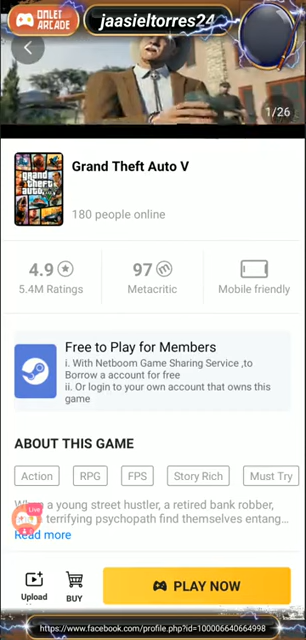 OMLET
ARCADE
jaasieltorres24
1/26
grand
theft
auto
Grand Theft Auto V
180 people online
4.9
97 m
5.4M Ratings
Metacritic
Mobile friendly
Free to Play for Members
i. With Netboom Game Sharing Service ,to
Borrow a account for free
ii. Or login to your own account that owns this
game
ABOUT THIS GAME
Action
RPG
FPS
Story Rich
Must Try
a young street hustler, a retired bank robber,
terrifying psychopath find themselves entang...
Live
Read more
Upload
BUY
PLAY NOW
https://www.facebook.com/profile.php?id=100006640664998